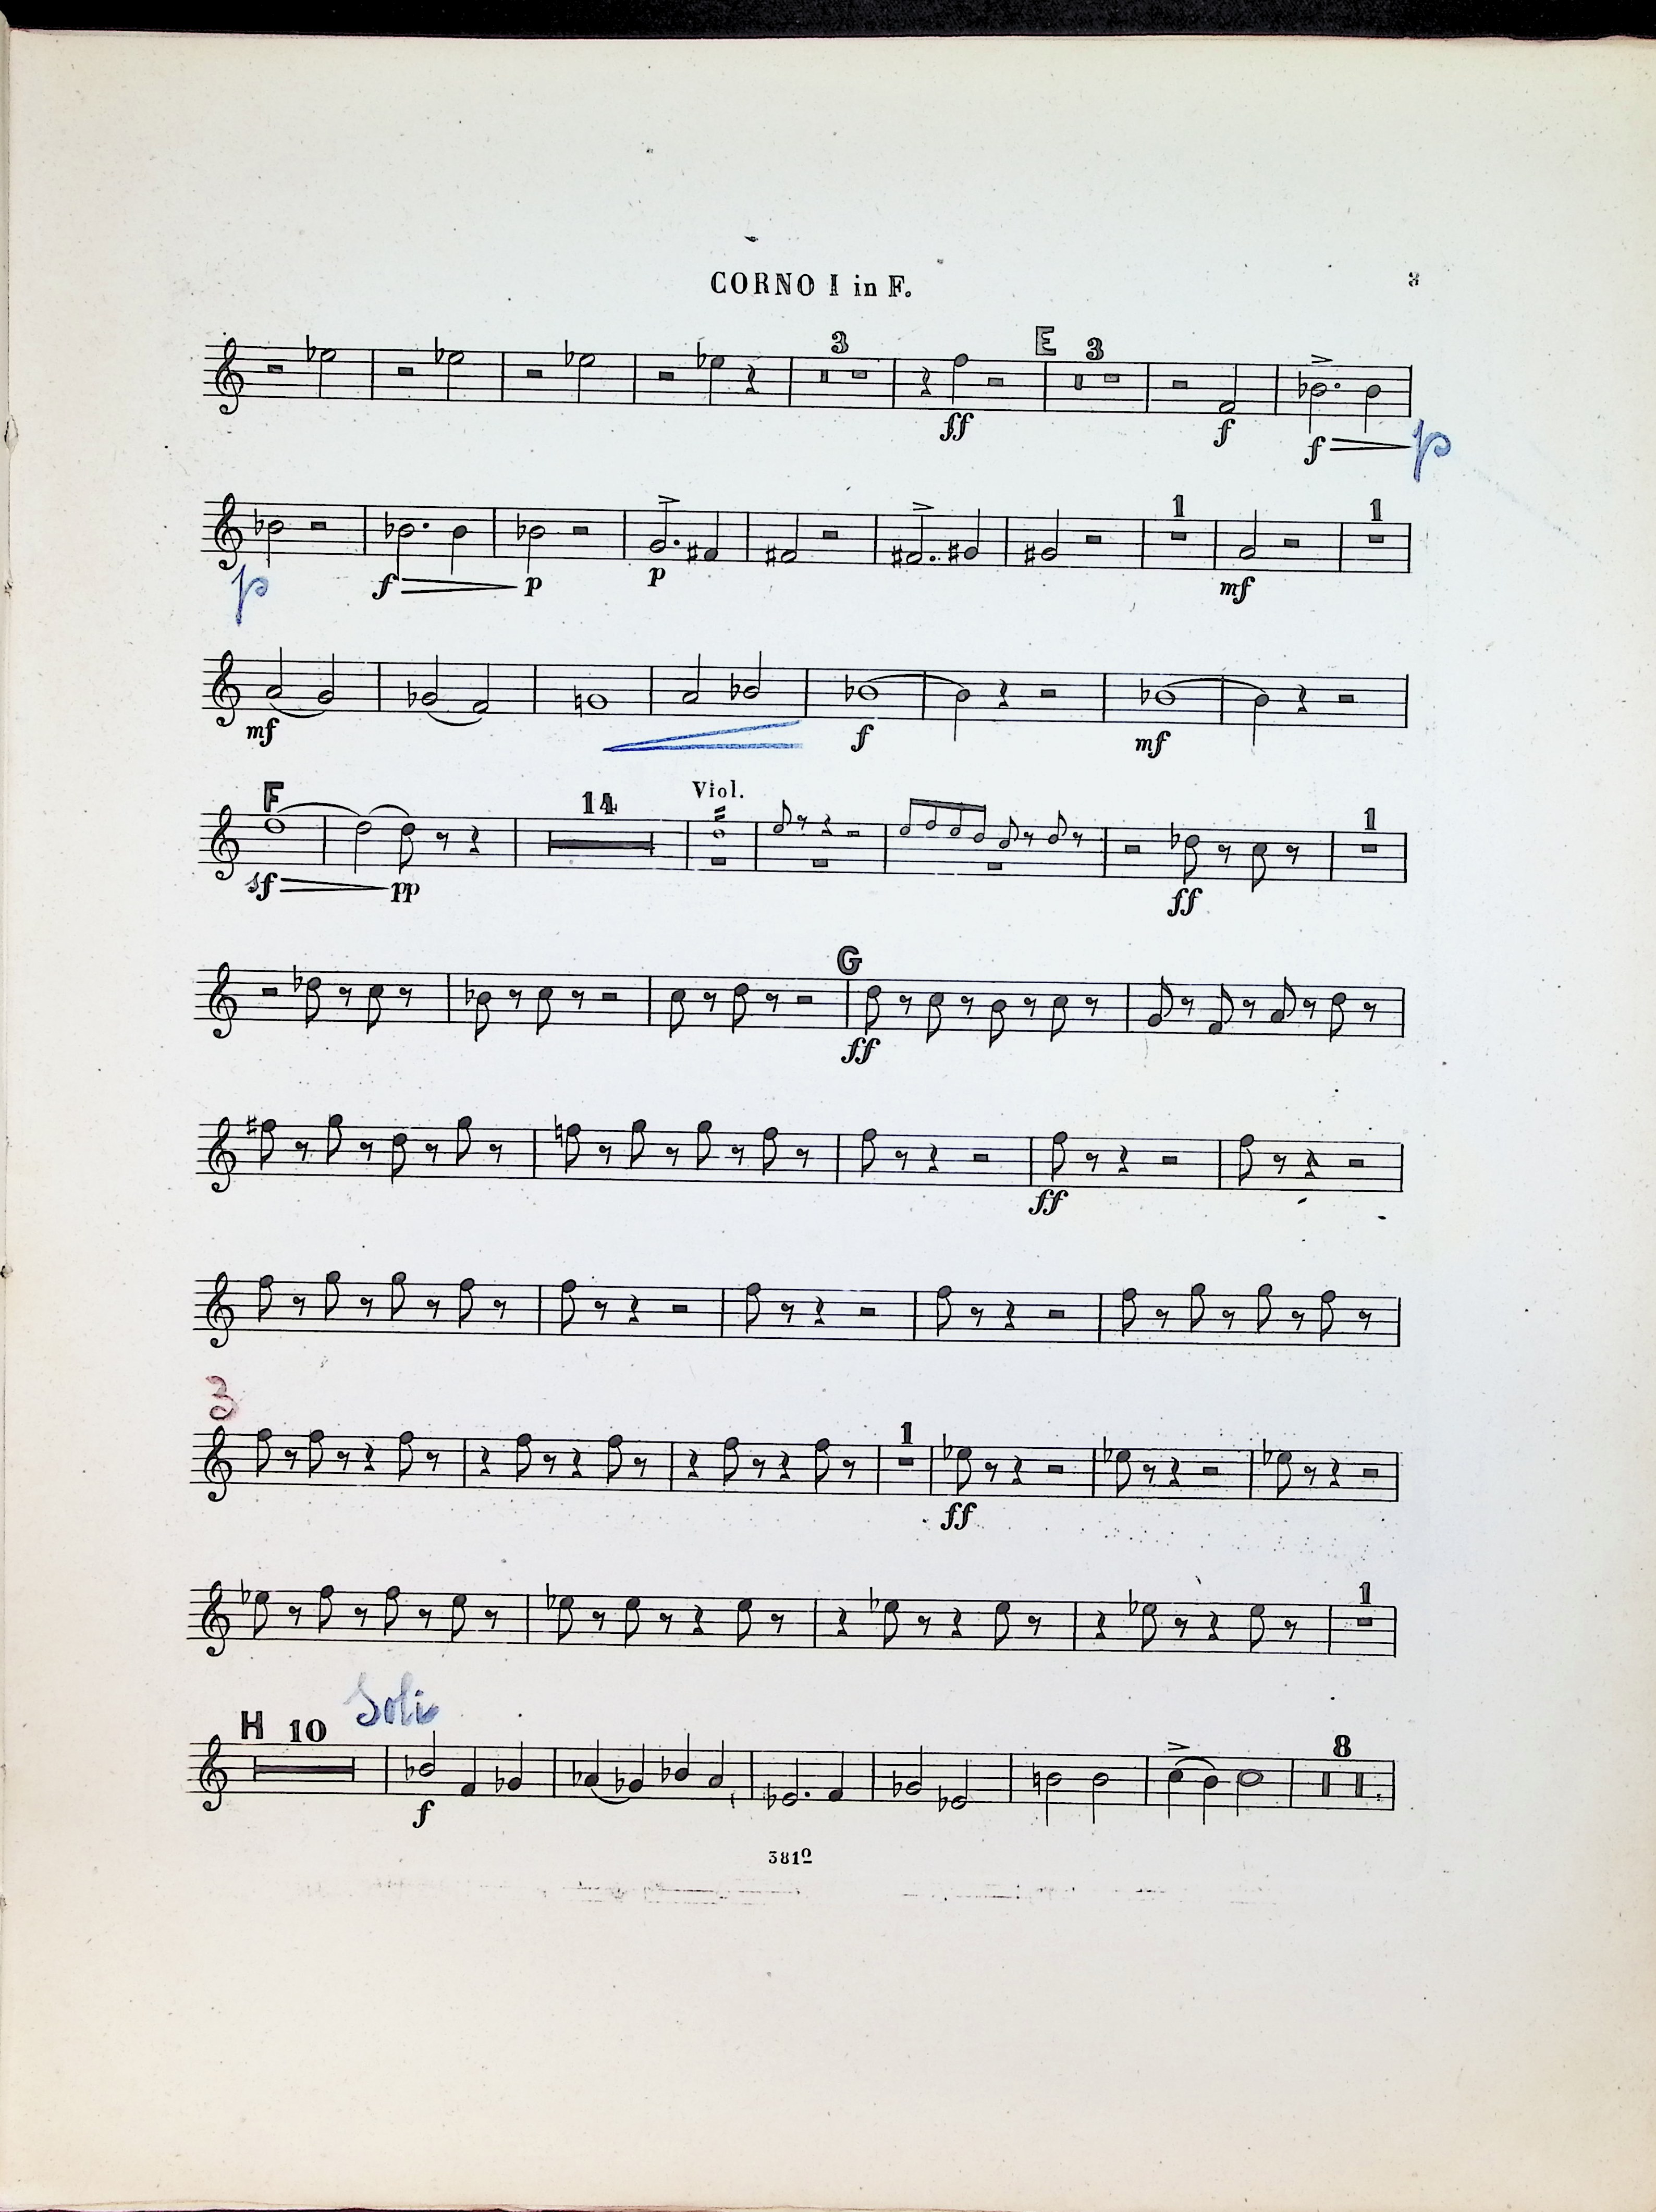 CORNO I in F. 3
3 E 3
ff f f p
1 1
p f p p mf
mf f mf
F 14 Viol. 1
sf pp ff
G
ff
ff
3
1
ff
1
H 10 Soli 8
f
3810